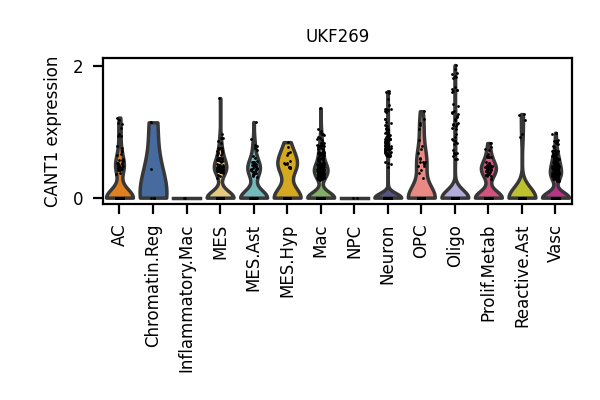 UKF269
CANT1 expression
2
0
AC
Chromatin.Reg
Inflammatory.Mac
MES
MES.Ast
MES.Hyp
Mac
NPC
Neuron
OPC
Oligo
Prolif.Metab
Reactive.Ast
Vasc